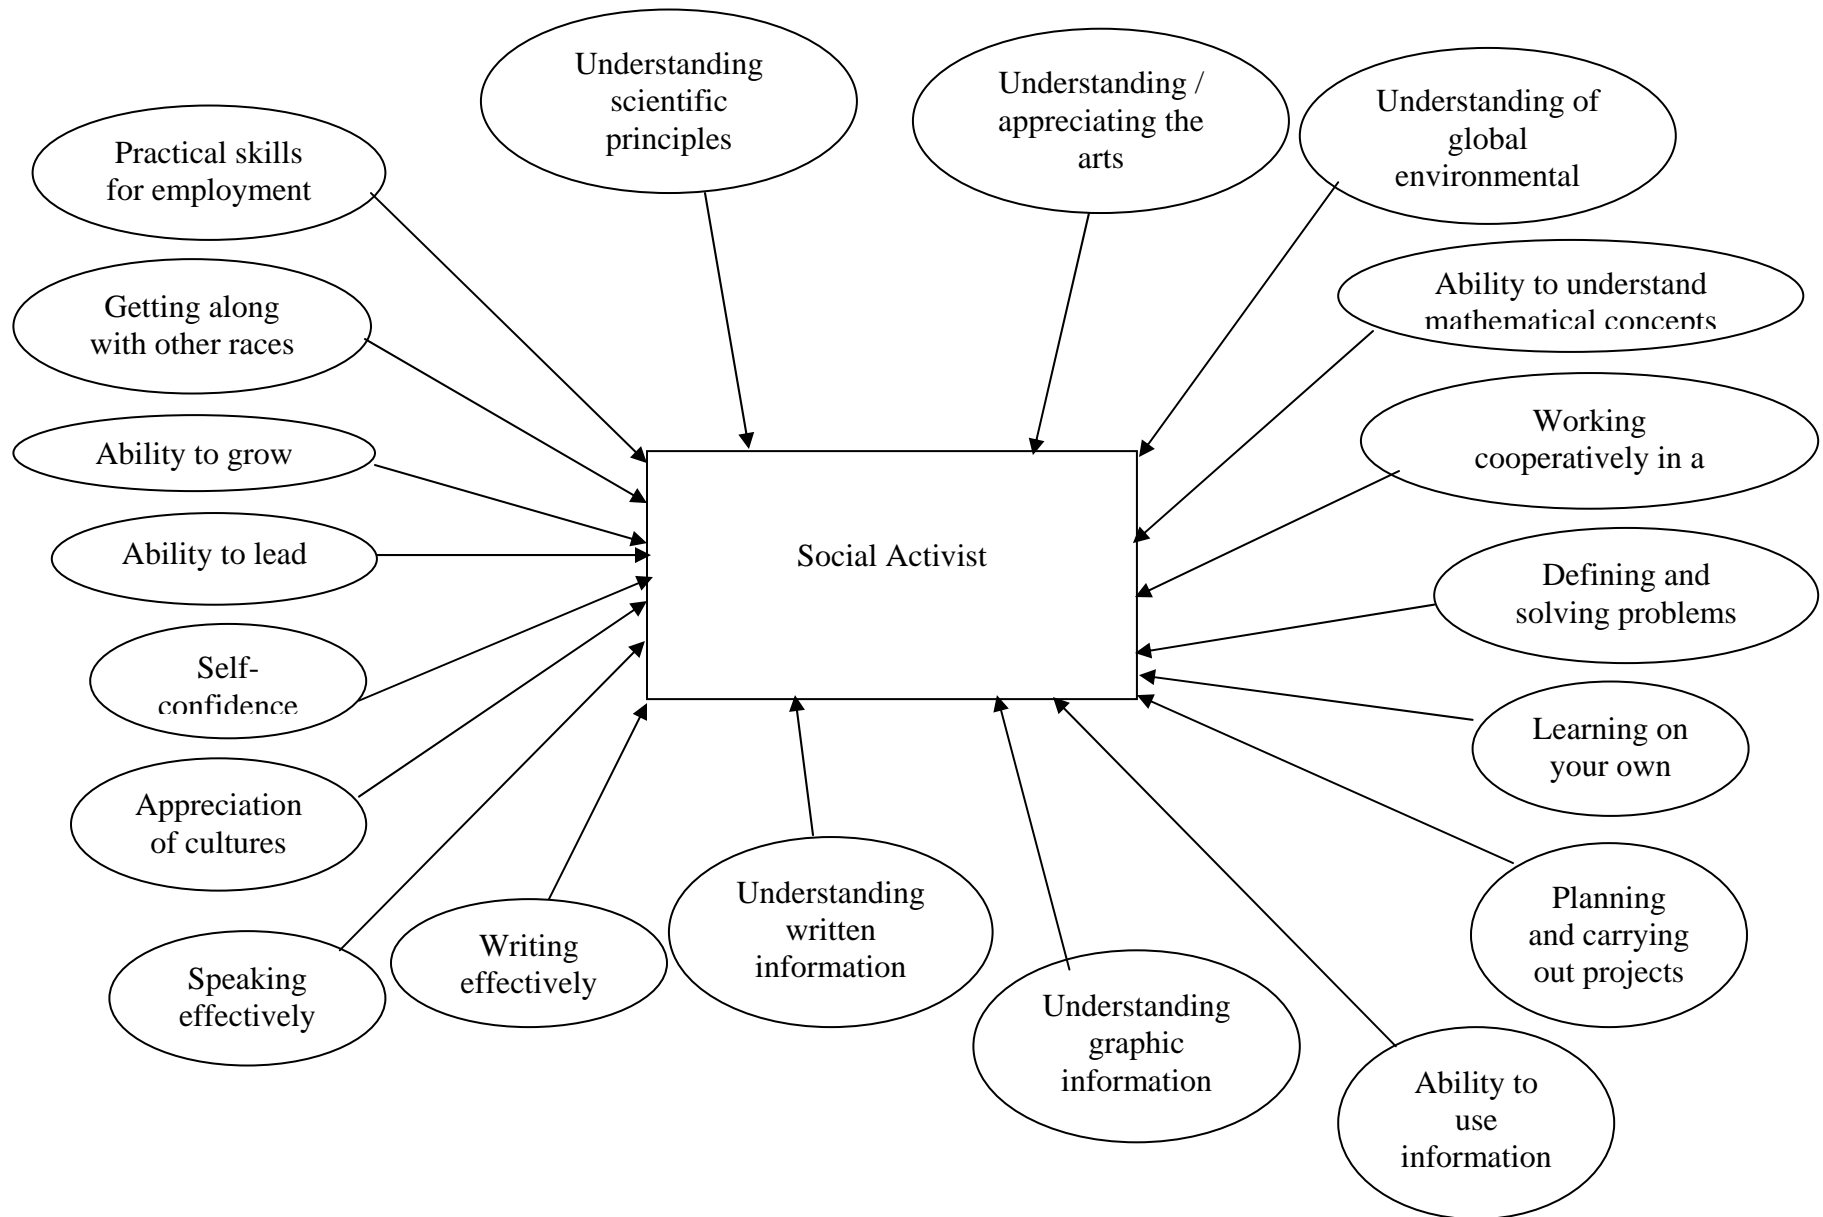 Understanding
scientific
principles
Understanding /
appreciating the
arts
Understanding of
global
environmental
Practical skills
for employment
Getting along
with other races
Ability to understand
mathematical concepts
Ability to grow
Working
cooperatively in a
Ability to lead
Social Activist
Defining and
solving problems
Self-
confidence
Learning on
your own
Appreciation
of cultures
Planning
and carrying
out projects
Understanding
written
information
Writing
effectively
Speaking
effectively
Understanding
graphic
information
Ability to
use
information